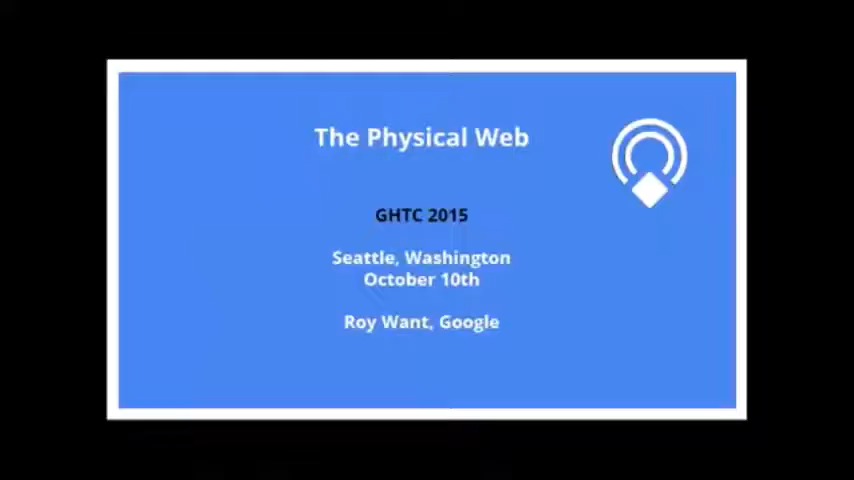 The Physical Web
GHTC 2015
Seattle, Washington
October 10th
Roy Want, Google